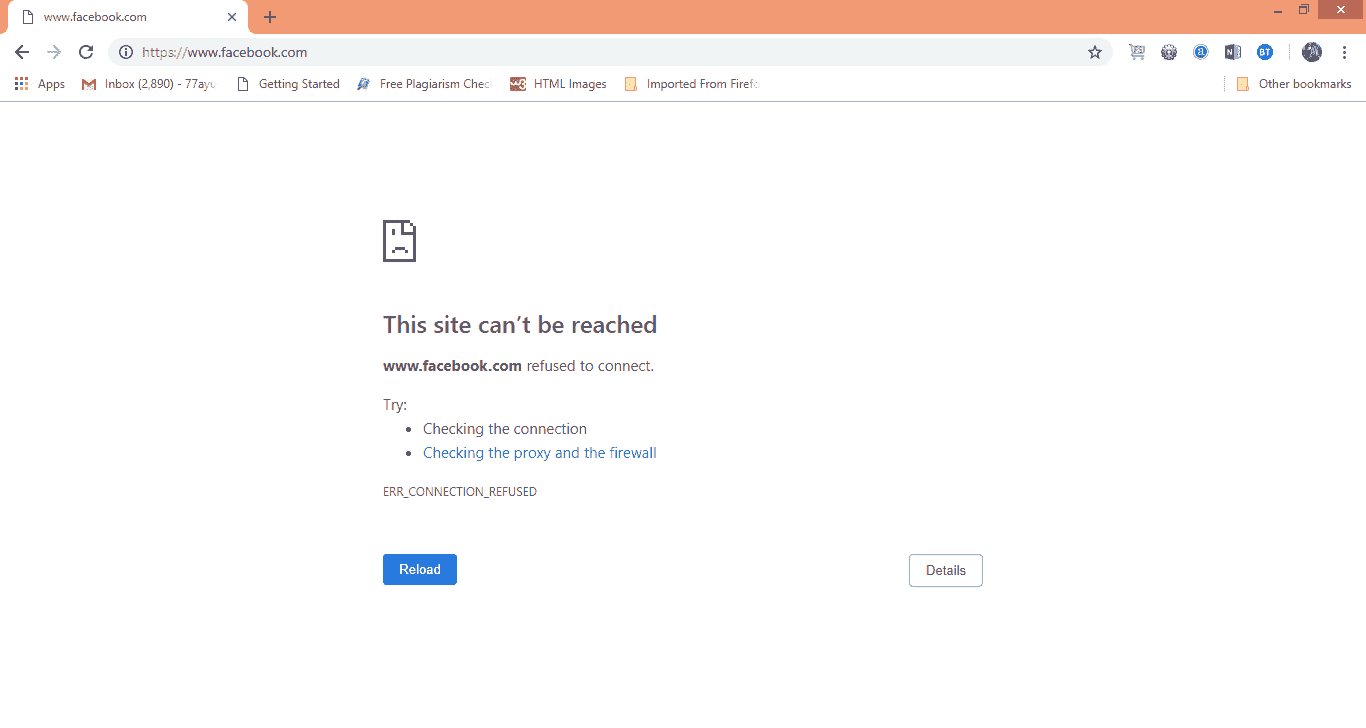 www.facebook.com
https://www.facebook.com
BT
Apps
Inbox (2,890) - 77ayu
Getting Started
Free Plagiarism Chec
HTML Images
Imported From Firef
Other bookmarks
This site can't be reached
www.facebook.com refused to connect.
Try:
Checking the connection
Checking the proxy and the firewall
ERR_CONNECTION_REFUSED
Reload
Details